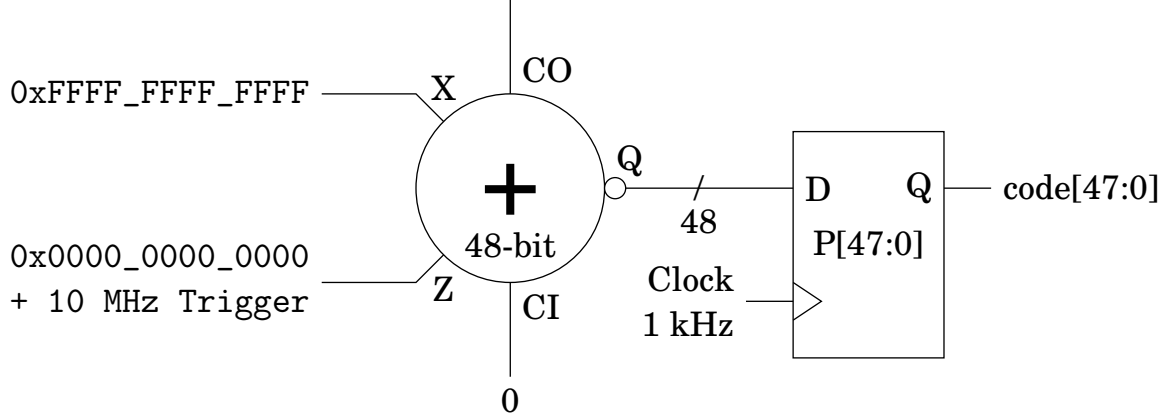 CO
X
0xFFFF_FFFF_FFFF
Q
+
48-bit
48
D Q
code[47:0]
P[47:0]
0x0000_0000_0000
+ 10 MHz Trigger
Z
CI
Clock
1 kHz
0